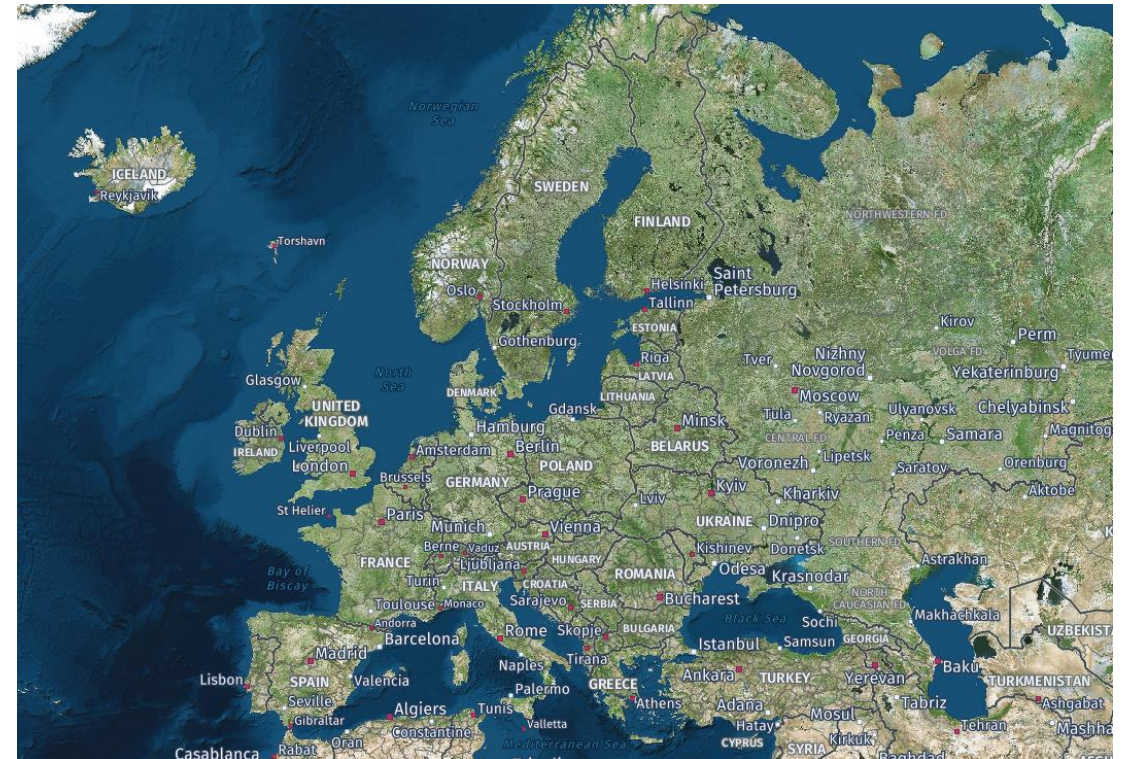 Norwegian
Sea
ICELAND
Reykjavík
SWEDEN
FINLAND
NORTHWESTERN FD
Torshavn
NORWAY
Oslo
Helsinki
Saint
Petersburg
Stockholm
Tallinn
ESTONIA
Kirov
Perm
Gothenburg
Riga
LATVIA
Tver
Nizhny
Novgorod
VOLGA FD
Tyumen
Yekaterinburg
North
Sea
Glasgow
DENMARK
LITHUANIA
Moscow
UNITED
KINGDOM
Gdansk
Tula
Ryazan
Ulyanovsk
Chelyabinsk
Dublin
Hamburg
Minsk
CENTRAL FD
Penza
Samara
Magnitog
IRELAND
Liverpool
Amsterdam
Berlin
BELARUS
London
POLAND
Voronezh
Lipetsk
Saratov
Orenburg
Brussels
GERMANY
Prague
Lviv
Kyiv
Kharkiv
Aktobe
St Helier
Paris
Munich
Vienna
UKRAINE
Dnipro
Berne
Vaduz
AUSTRIA
HUNGARY
Kishinev
Donetsk
SOUTHERN FD
FRANCE
Ljubljana
Astrakhan
Bay of
Biscay
Turin
ITALY
CROATIA
ROMANIA
Odesa
Krasnodar
Toulouse
Monaco
Sarajevo
SERBIA
Bucharest
NORTH
CAUCASIAN FD
Andorra
Black Sea
Sochi
Makhachkala
Barcelona
Rome
Skopje
BULGARIA
Istanbul
Samsun
GEORGIA
UZBEKISTA
Madrid
Naples
Tirana
Baku
Lisbon
SPAIN
Valencia
GREECE
Ankara
TURKEY
Yerevan
TURKMENISTAN
Seville
Palermo
Athens
Adana
Tabriz
Ashgabat
Gibraltar
Algiers
Tunis
Valletta
Hatay
Mosul
Tehran
Mashha
Oran
Constantine
Mediterranean Sea
CYPRUS
Kirkuk
Casablanca
Rabat
SYRIA
Baghdad